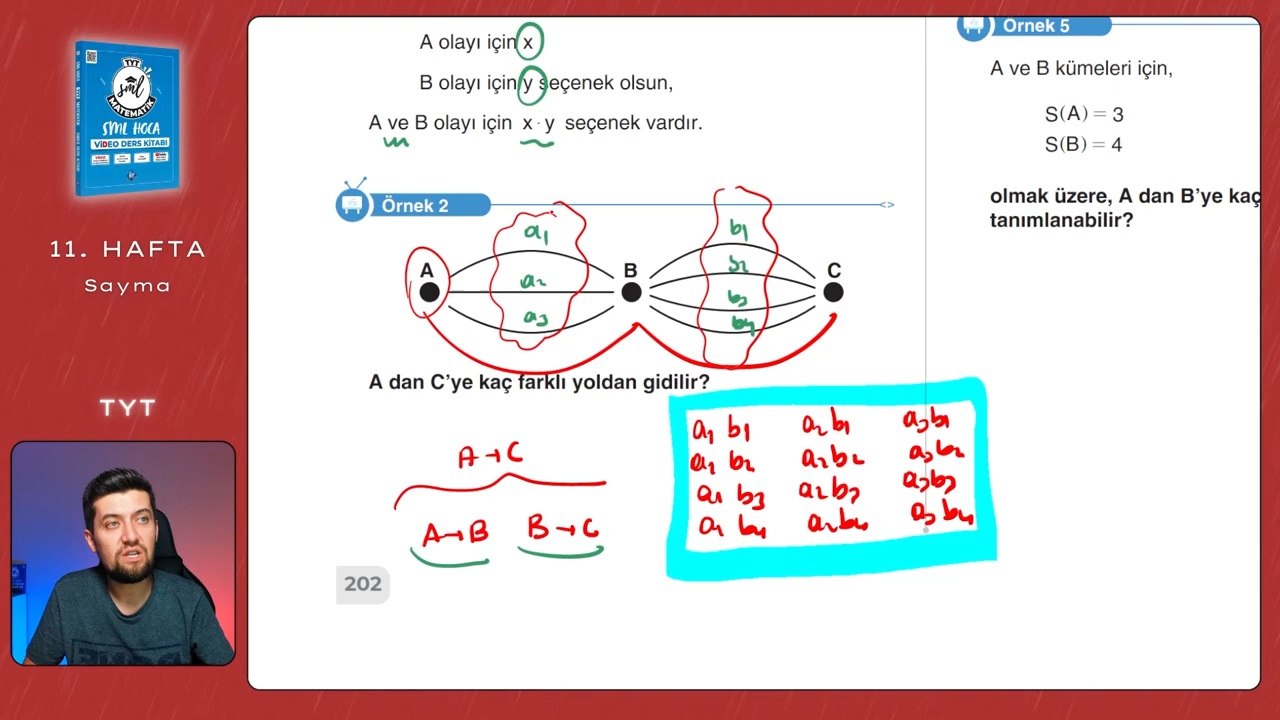 TYT
sml
MATEMATİK
SML HOCA
VİDEO DERS KİTABI
11. HAFTA
Sayma
TYT
A olayı için x
B olayı için y seçenek olsun,
A ve B olayı için x · y seçenek vardır.
Örnek 2
A
B
C
a1
a2
a3
b1
b2
b3
b4
A dan C'ye kaç farklı yoldan gidilir?
A→C
A→B B→C
a1 b1 a2 b1 a3 b1
a1 b2 a2 b2 a3 b2
a1 b3 a2 b3 a3 b3
a1 b4 a2 b4 a3 b4
202
Örnek 5
A ve B kümeleri için,
S(A) = 3
S(B) = 4
olmak üzere, A dan B'ye kaç
tanımlanabilir?